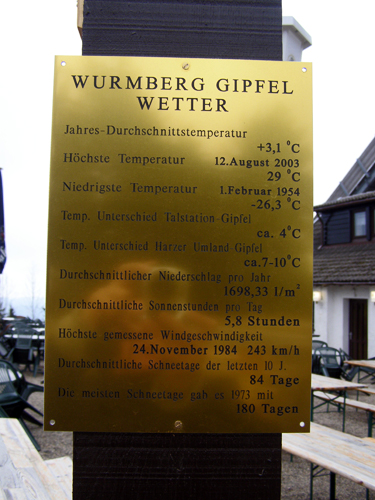 WURMBERG GIPFEL
WETTER
Jahres-Durchschnittstemperatur
+3,1 °C
Höchste Temperatur 12.August 2003
29 °C
Niedrigste Temperatur 1.Februar 1954
-26,3 °C
Temp. Unterschied Talstation-Gipfel
ca. 4°C
Temp. Unterschied Harzer Umland-Gipfel
ca.7-10°C
Durchschnittlicher Niederschlag pro Jahr
1698,33 l/m²
Durchschnittliche Sonnenstunden pro Tag
5,8 Stunden
Höchste gemessene Windgeschwindigkeit
24.November 1984 243 km/h
Durchschnittliche Schneetage der letzten 10 J.
84 Tage
Die meisten Schneetage gab es 1973 mit
180 Tagen